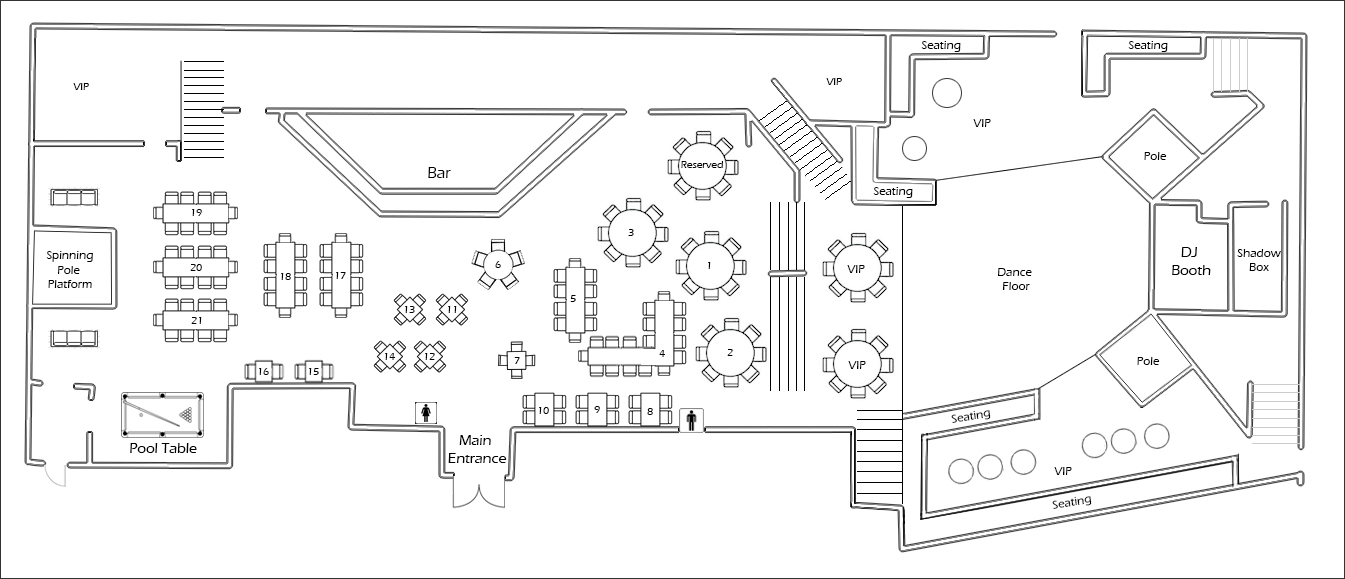 Seating
Seating
VIP
VIP
VIP
Reserved
Pole
Bar
Seating
19
3
Spinning
Pole
Platform
20
18
17
6
1
VIP
Dance
Floor
DJ
Booth
Shadow
Box
5
13
11
21
14
12
7
4
2
VIP
Pole
16
15
10
9
8
Seating
Pool Table
Main
Entrance
VIP
Seating